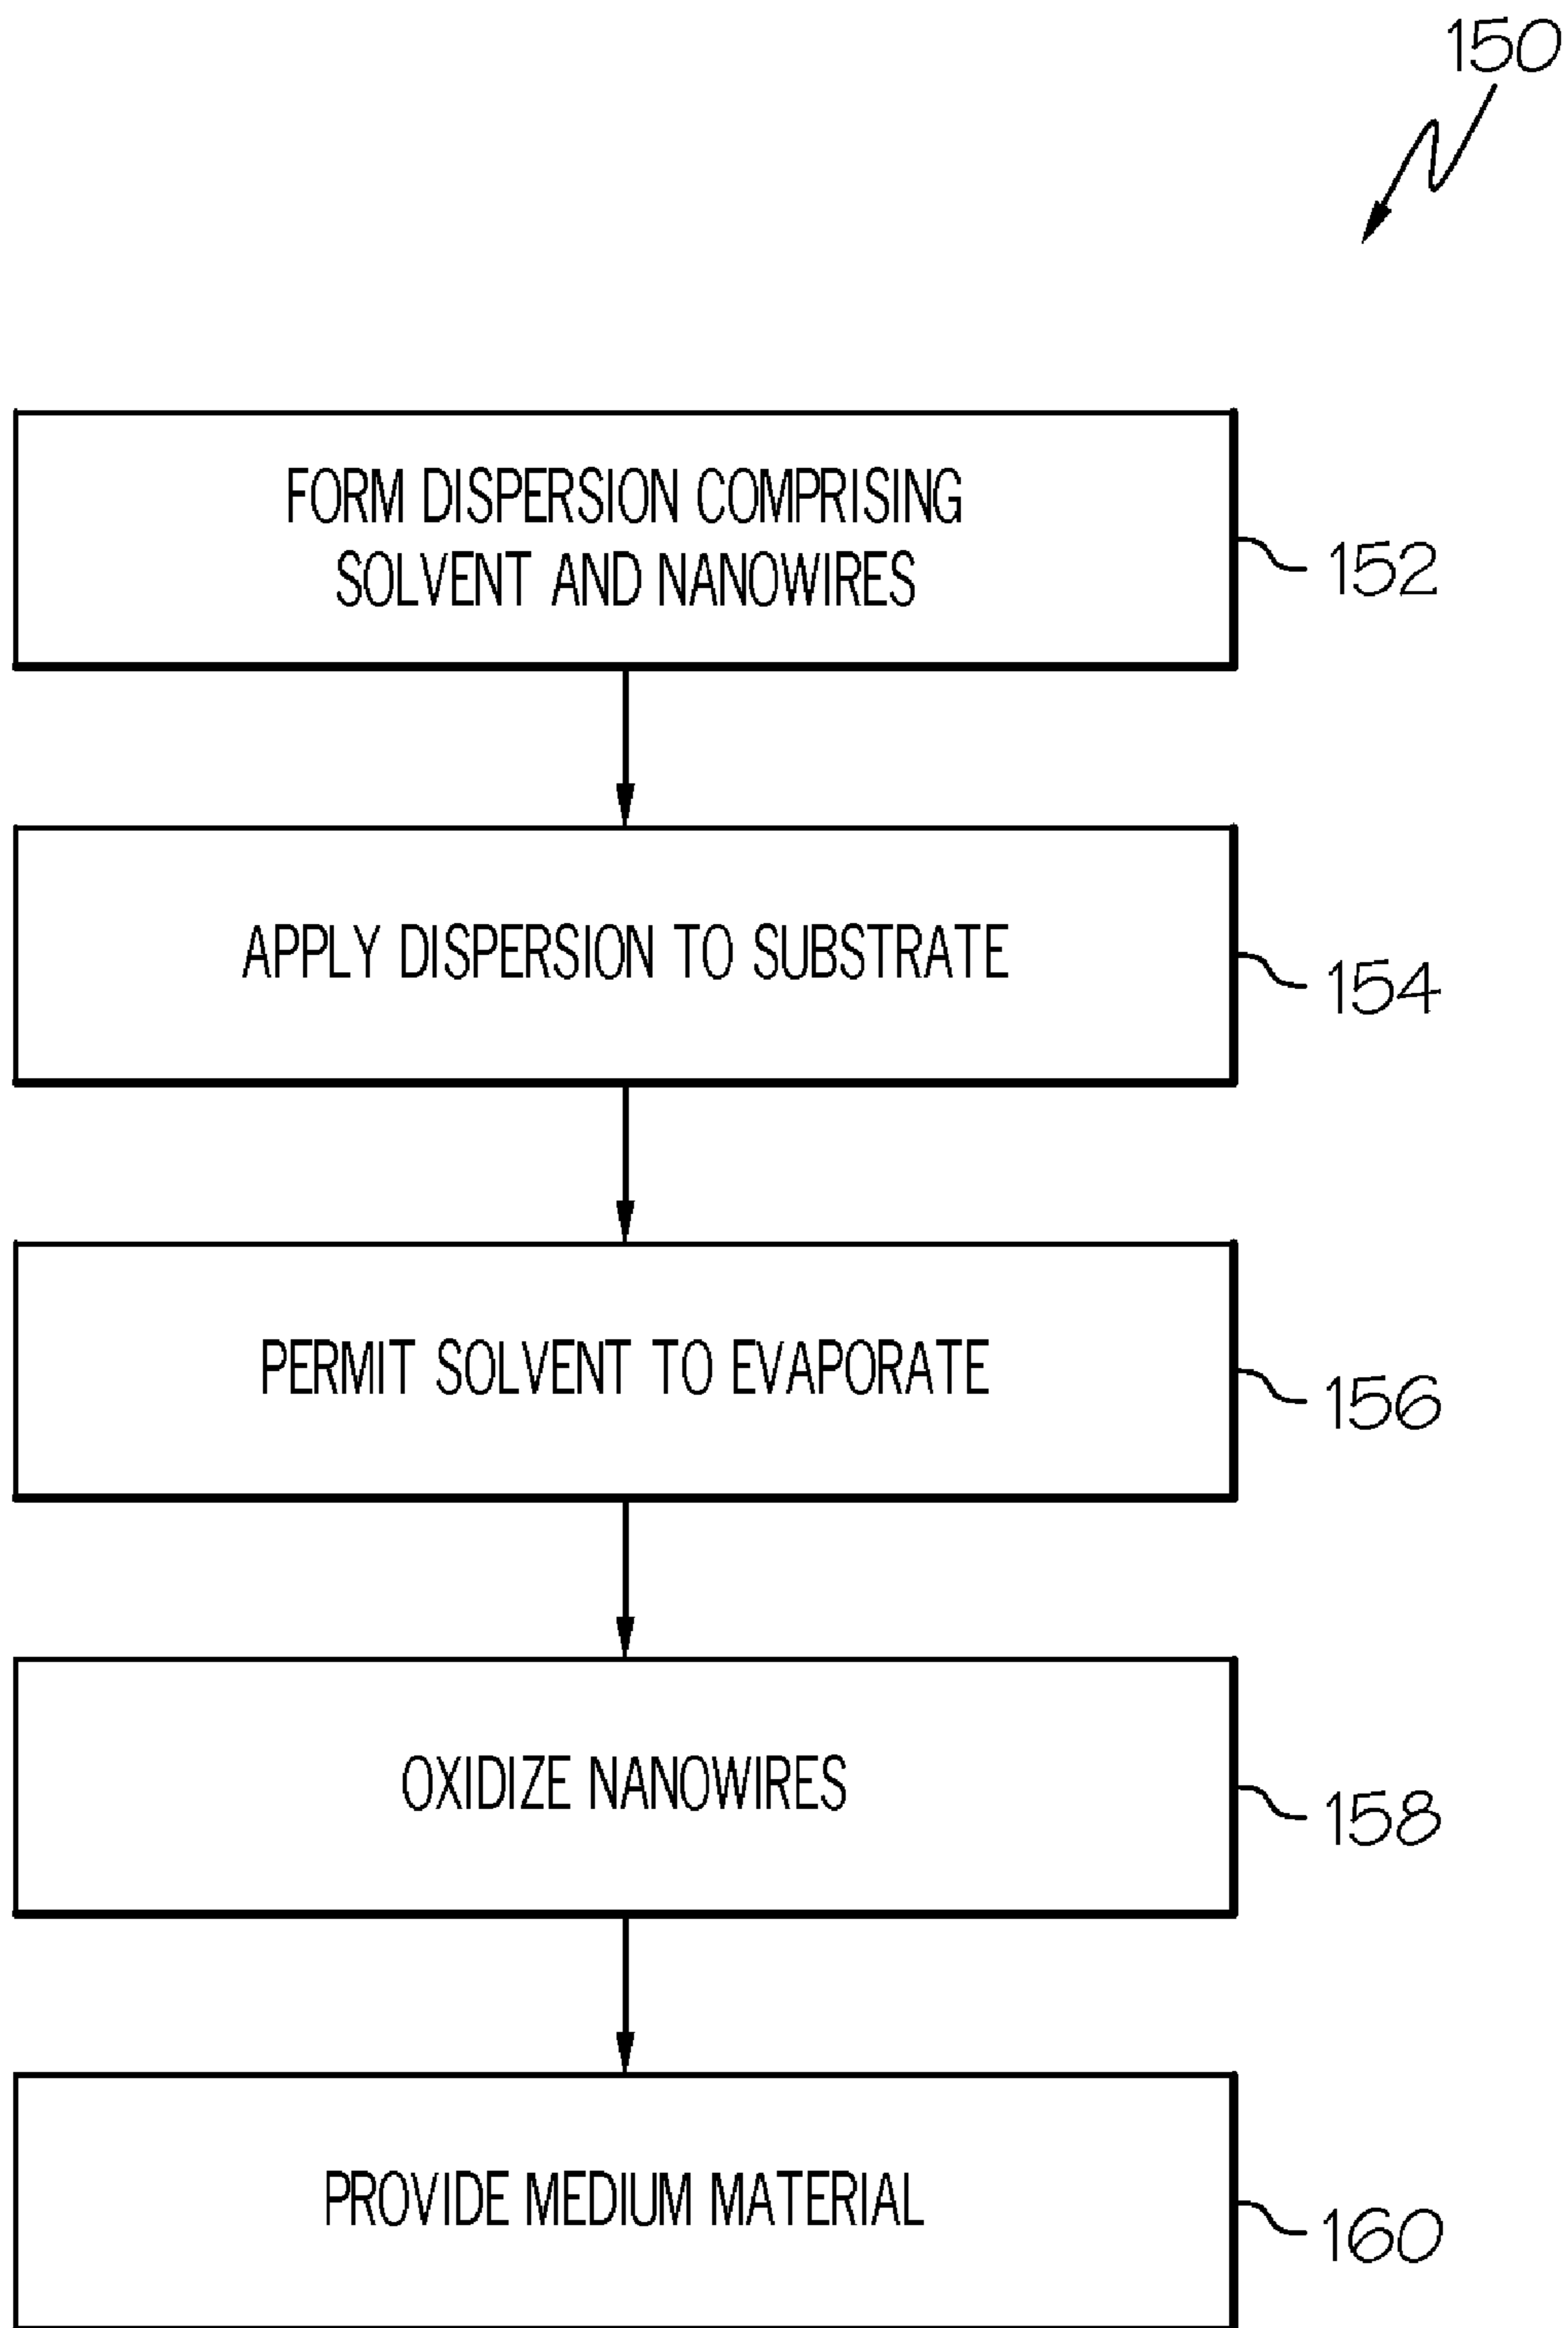 150
FORM DISPERSION COMPRISING
SOLVENT AND NANOWIRES
152
APPLY DISPERSION TO SUBSTRATE
154
PERMIT SOLVENT TO EVAPORATE
156
OXIDIZE NANOWIRES
158
PROVIDE MEDIUM MATERIAL
160